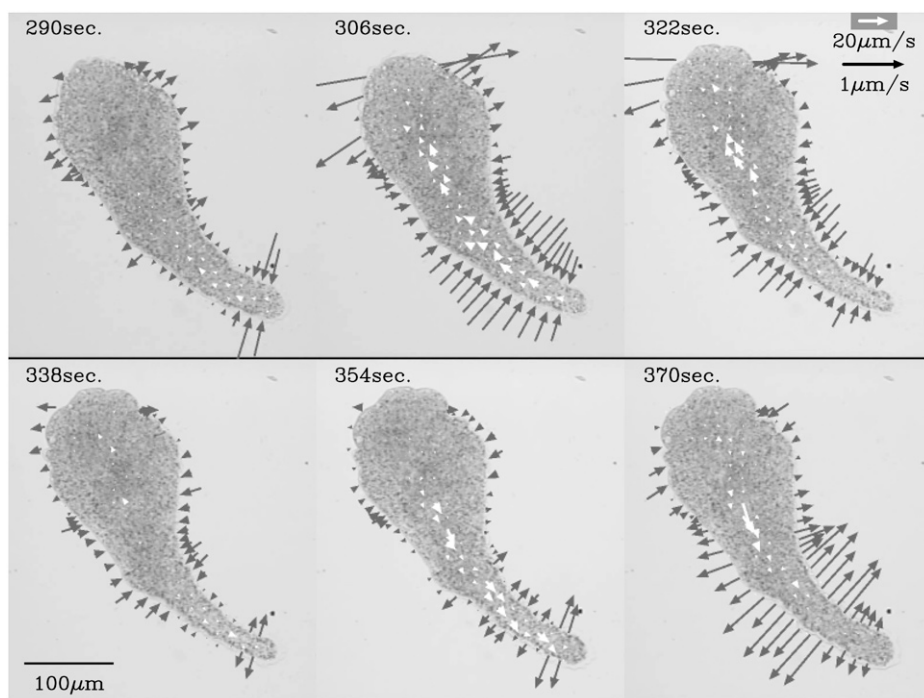 290sec.
306sec.
322sec.
20μm/s
1μm/s
338sec.
354sec.
370sec.
100μm